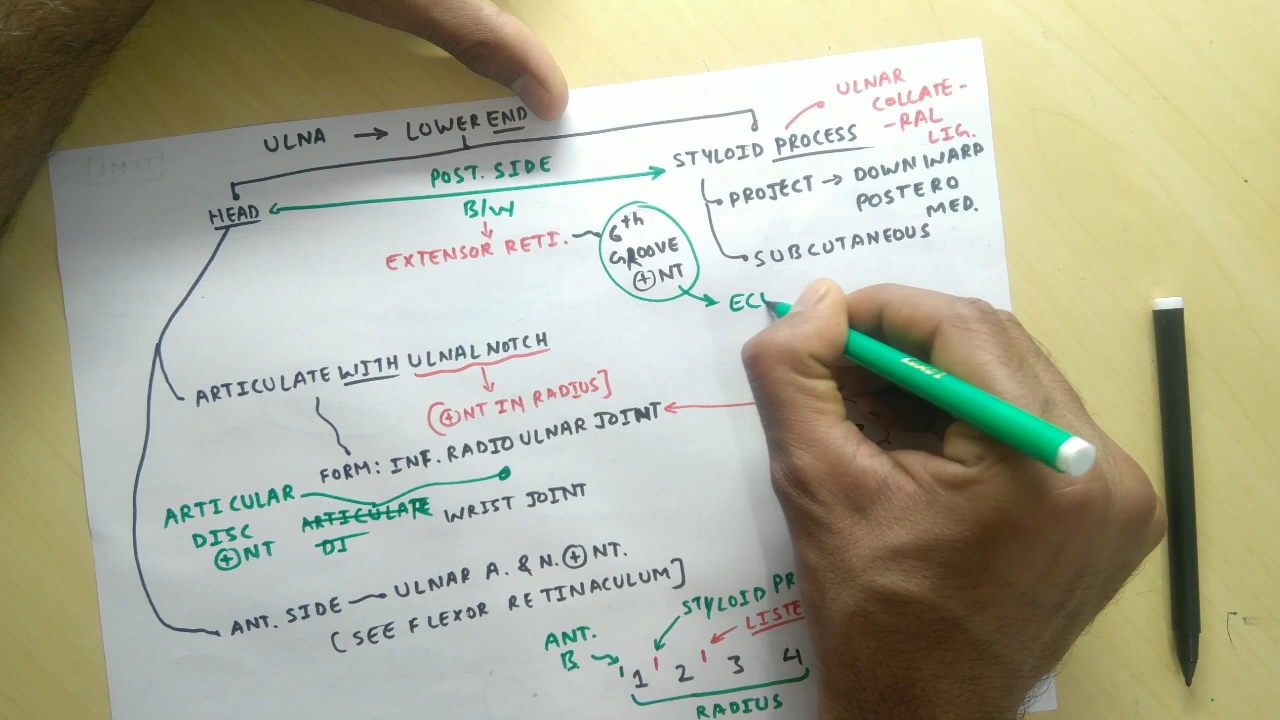 ULNA → LOWER END
ULNAR
COLLATE-
-RAL
LIG.
STYLOID PROCESS
POST. SIDE
HEAD
B/W
PROJECT → DOWNWARD
POSTERO
MED.
EXTENSOR RETI.
6th
GROOVE
⊕NT
SUBCUTANEOUS
ECU
ARTICULATE WITH ULNAL NOTCH
(⊕NT IN RADIUS]
FORM: INF. RADIOULNAR JOINT
ARTICULAR
DISC
⊕NT
ARTICULATE
DI
WRIST JOINT
ANT. SIDE — ULNAR A. & N. ⊕NT.
(SEE FLEXOR RETINACULUM]
STYLOID PR
LISTE
ANT.
B.
1 2 3 4
RADIUS